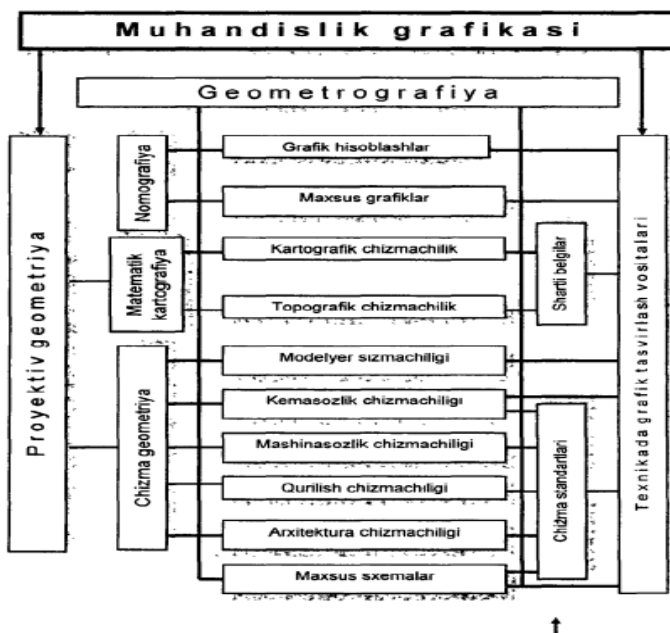 Muhandislik grafikasi
Geometrografiya
Proyektiv geometriya
Nomografiya
Matematik
kartografiya
Chizma geometriya
Grafik hisoblashlar
Maxsus grafiklar
Kartografik chizmachilik
Topografik chizmachilik
Modelyer sizmachiligi
Kemasozlik chizmachiligi
Mashinasozlik chizmachiligi
Qurilish chizmachiligi
Arxitektura chizmachiligi
Maxsus sxemalar
Shartli belgilar
Chizma standartlari
Texnikada grafik tasvirlash vositalari